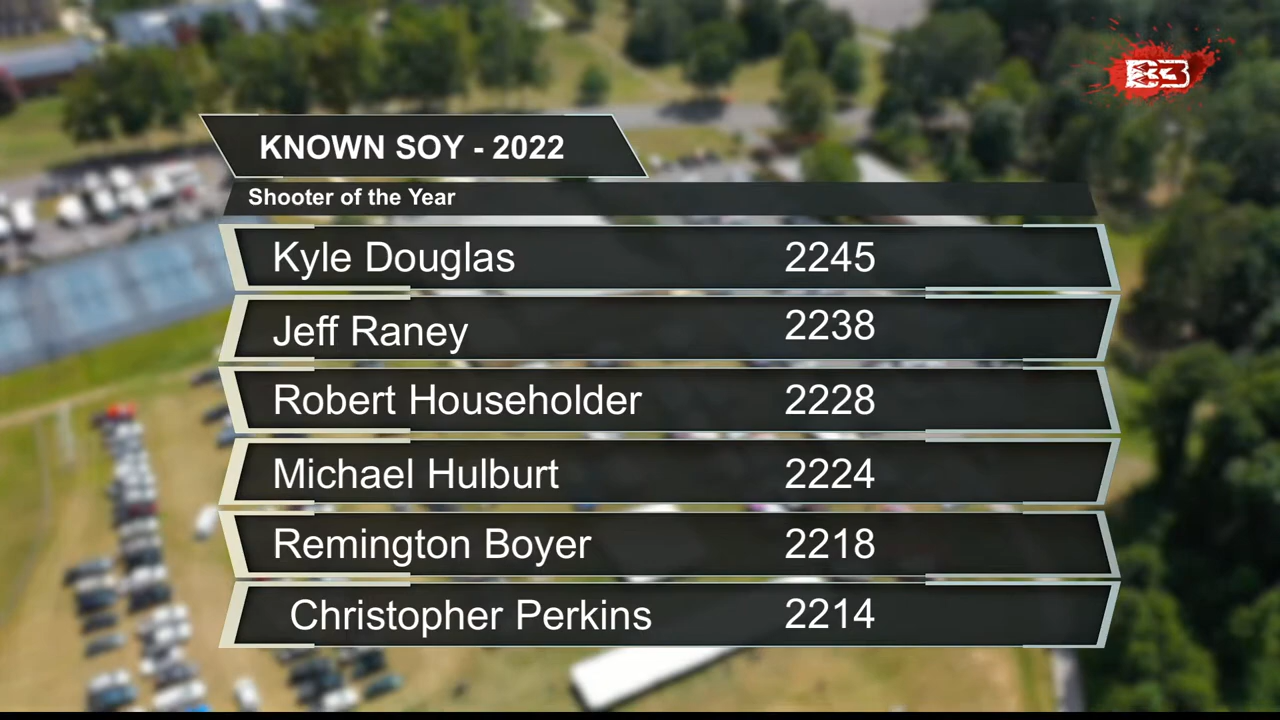 B3
KNOWN SOY - 2022
Shooter of the Year
Kyle Douglas 2245
Jeff Raney 2238
Robert Householder 2228
Michael Hulburt 2224
Remington Boyer 2218
Christopher Perkins 2214